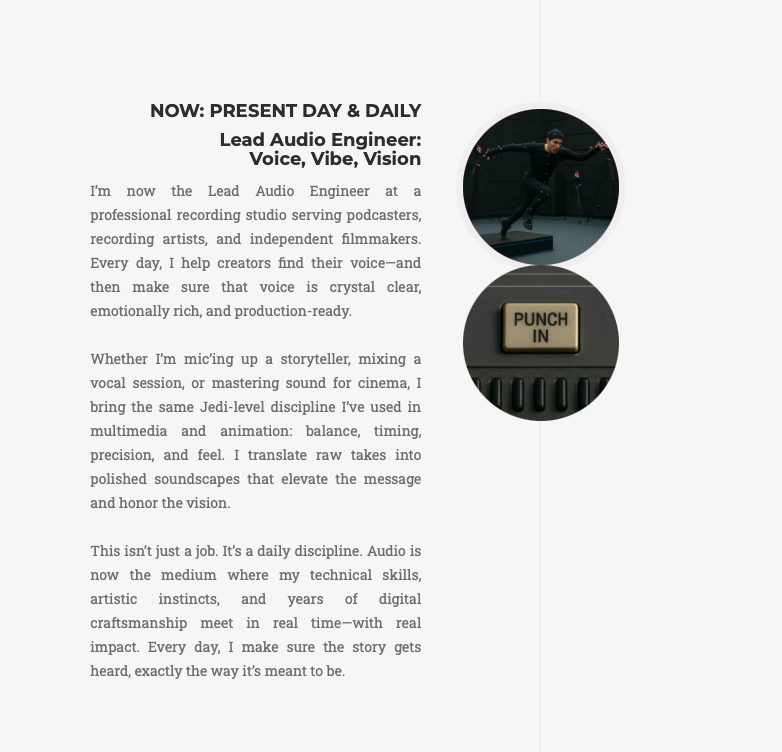 NOW: PRESENT DAY & DAILY
Lead Audio Engineer:
Voice, Vibe, Vision
I’m now the Lead Audio Engineer at a
professional recording studio serving podcasters,
recording artists, and independent filmmakers.
Every day, I help creators find their voice—and
then make sure that voice is crystal clear,
emotionally rich, and production-ready.
Whether I’m mic’ing up a storyteller, mixing a
vocal session, or mastering sound for cinema, I
bring the same Jedi-level discipline I’ve used in
multimedia and animation: balance, timing,
precision, and feel. I translate raw takes into
polished soundscapes that elevate the message
and honor the vision.
This isn’t just a job. It’s a daily discipline. Audio is
now the medium where my technical skills,
artistic instincts, and years of digital
craftsmanship meet in real time—with real
impact. Every day, I make sure the story gets
heard, exactly the way it’s meant to be.
PUNCH
IN